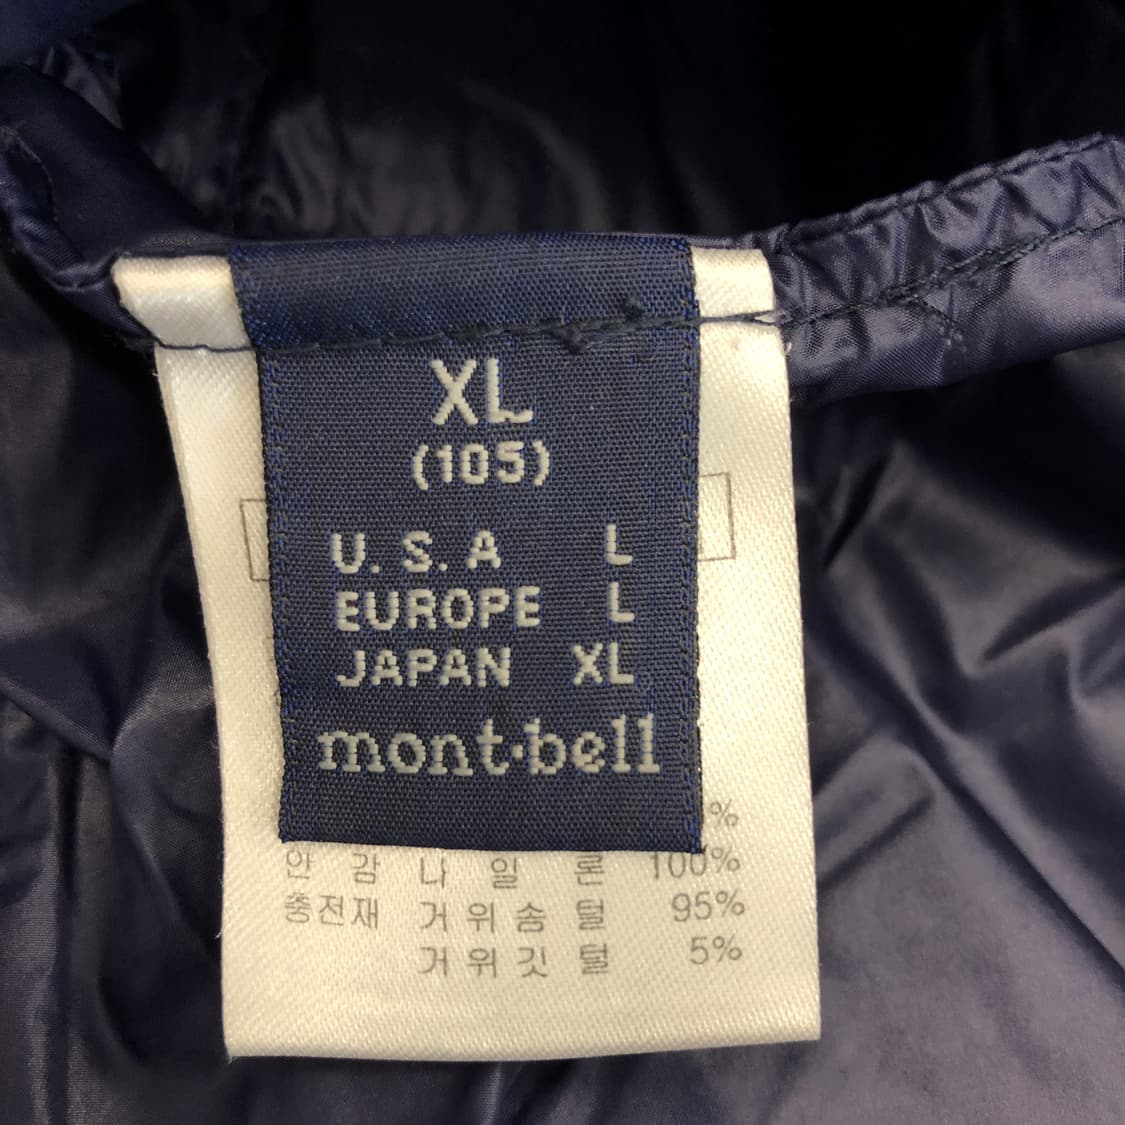 XL
(105)
U.S.A L
EUROPE L
JAPAN XL
mont·bell
%
안 감 나 일 론 100%
충전재 거 위 솜 털 95%
거 위 깃 털 5%